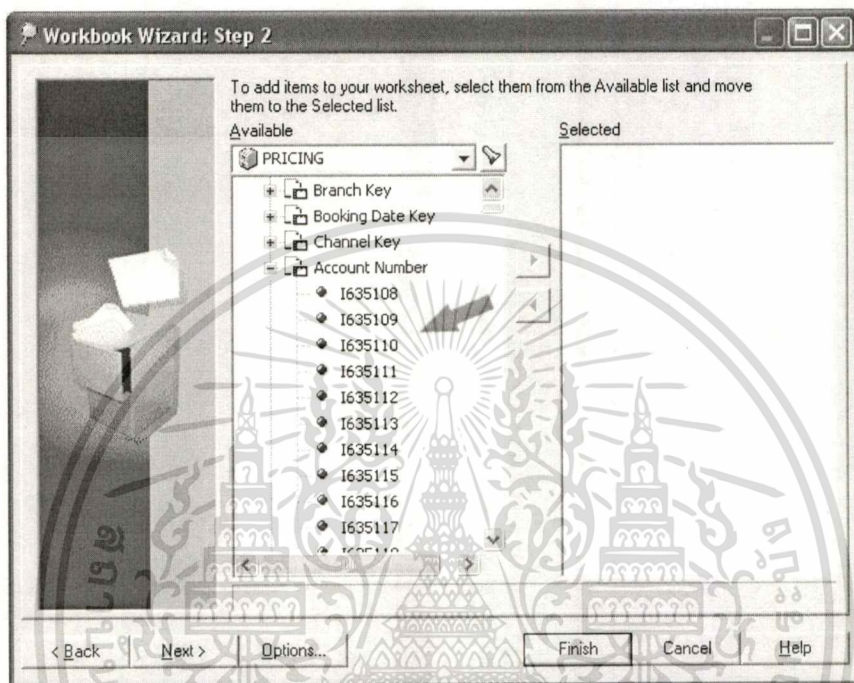 Workbook Wizard: Step 2
To add items to your worksheet, select them from the Available list and move
them to the Selected list.
Available
Selected
PRICING
Branch Key
Booking Date Key
Channel Key
Account Number
I635108
I635109
I635110
I635111
I635112
I635113
I635114
I635115
I635116
I635117
< Back
Next >
Options...
Finish
Cancel
Help